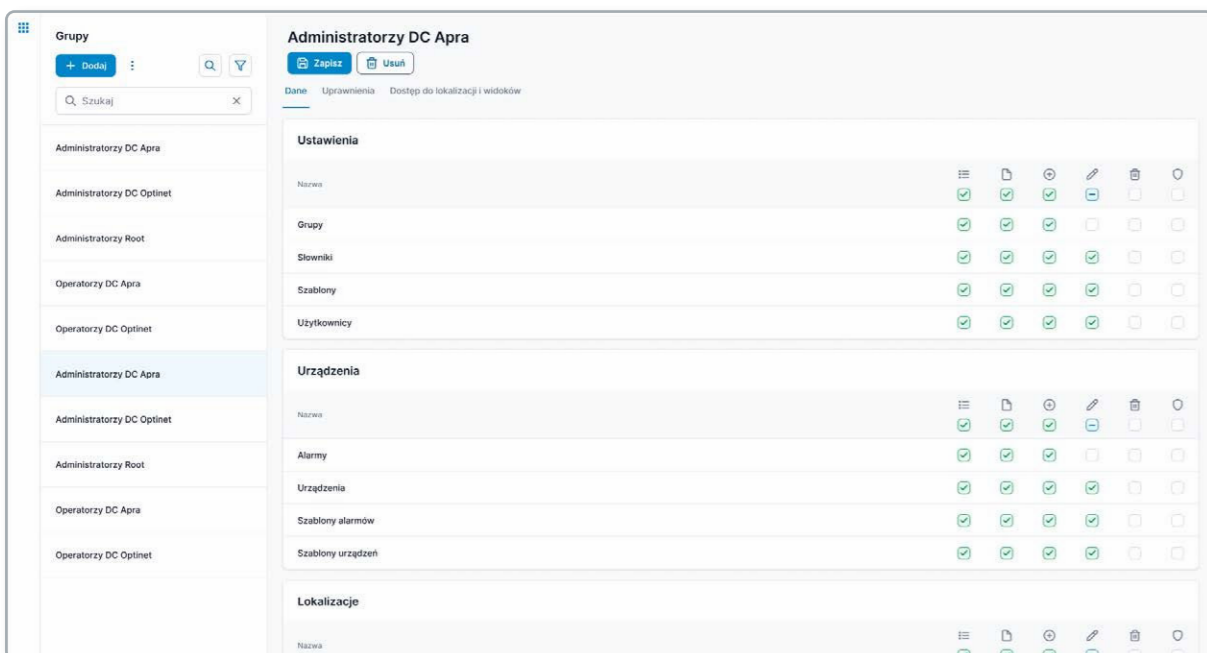 Grupy
+ Dodaj
Szukaj
Administratorzy DC Apra
Administratorzy DC Optinet
Administratorzy Root
Operatorzy DC Apra
Operatorzy DC Optinet
Administratorzy DC Apra
Administratorzy DC Optinet
Administratorzy Root
Operatorzy DC Apra
Operatorzy DC Optinet
Administratorzy DC Apra
Zapisz Usuń
Dane Uprawnienia Dostęp do lokalizacji i widoków
Ustawienia
Nazwa
Grupy
Słowniki
Szablony
Użytkownicy
Urządzenia
Nazwa
Alarmy
Urządzenia
Szablony alarmów
Szablony urządzeń
Lokalizacje
Nazwa